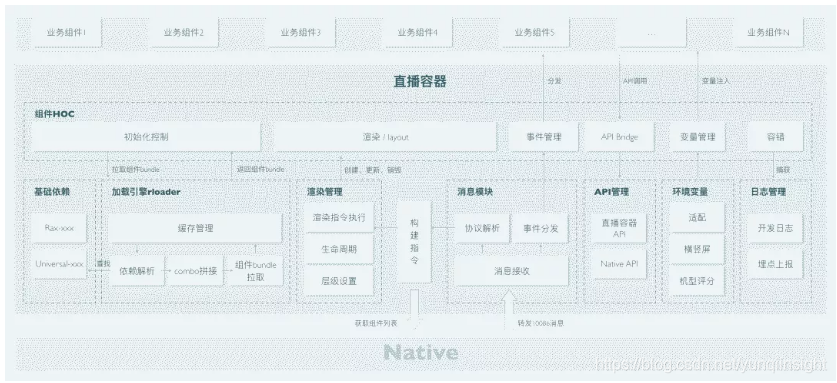 业务组件1
业务组件2
业务组件3
业务组件4
业务组件5
...
业务组件N
直播容器
分发
API调用
变量注入
组件HOC
初始化控制
渲染 / layout
事件管理
API Bridge
变量管理
容错
拉取组件bundle
返回组件bundle
创建、更新、销毁
捕获
基础依赖
加载引擎rloader
渲染管理
消息模块
API管理
环境变量
日志管理
Rax-xxx
Universal-xxx
缓存管理
查找
依赖解析
combo拼接
组件bundle
拉取
渲染指令执行
生命周期
层级设置
构建指令
协议解析
事件分发
消息接收
直播容器
API
Native API
适配
横竖屏
机型评分
开发日志
埋点上报
获取组件列表
转发10086消息
Native
https://blog.csdn.net/yunqiinsight